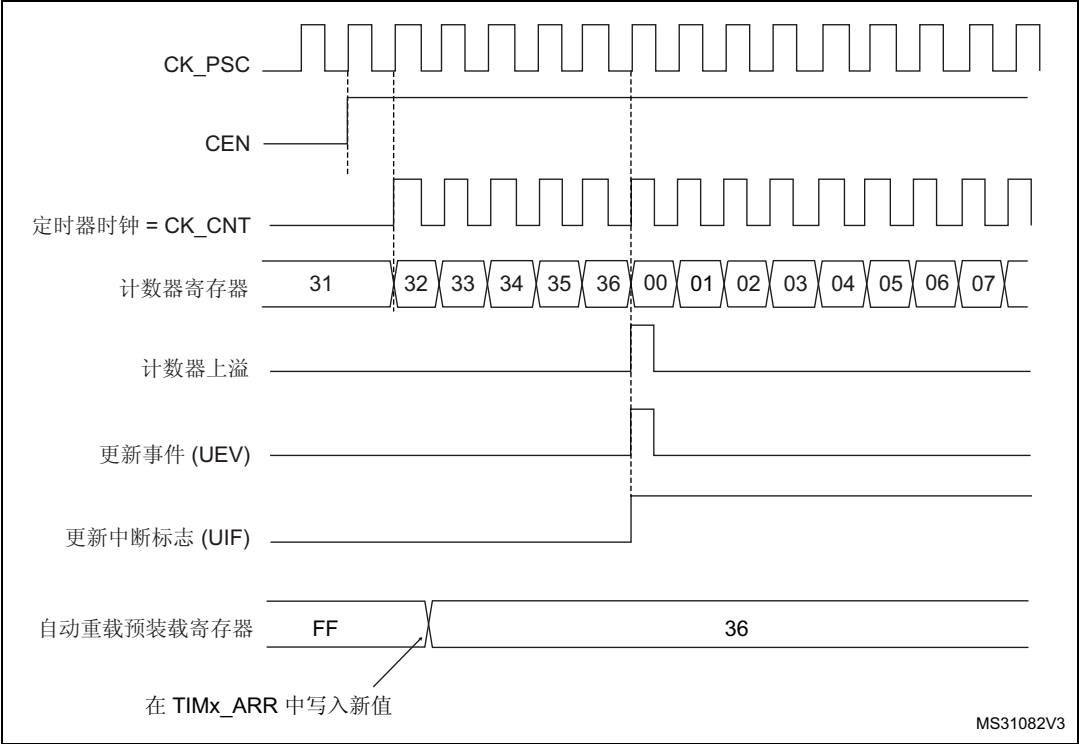 CK_PSC
CEN
定时器时钟 = CK_CNT
计数器寄存器 31 32 33 34 35 36 00 01 02 03 04 05 06 07
计数器上溢
更新事件 (UEV)
更新中断标志 (UIF)
自动重载预装载寄存器 FF 36
在 TIMx_ARR 中写入新值
MS31082V3